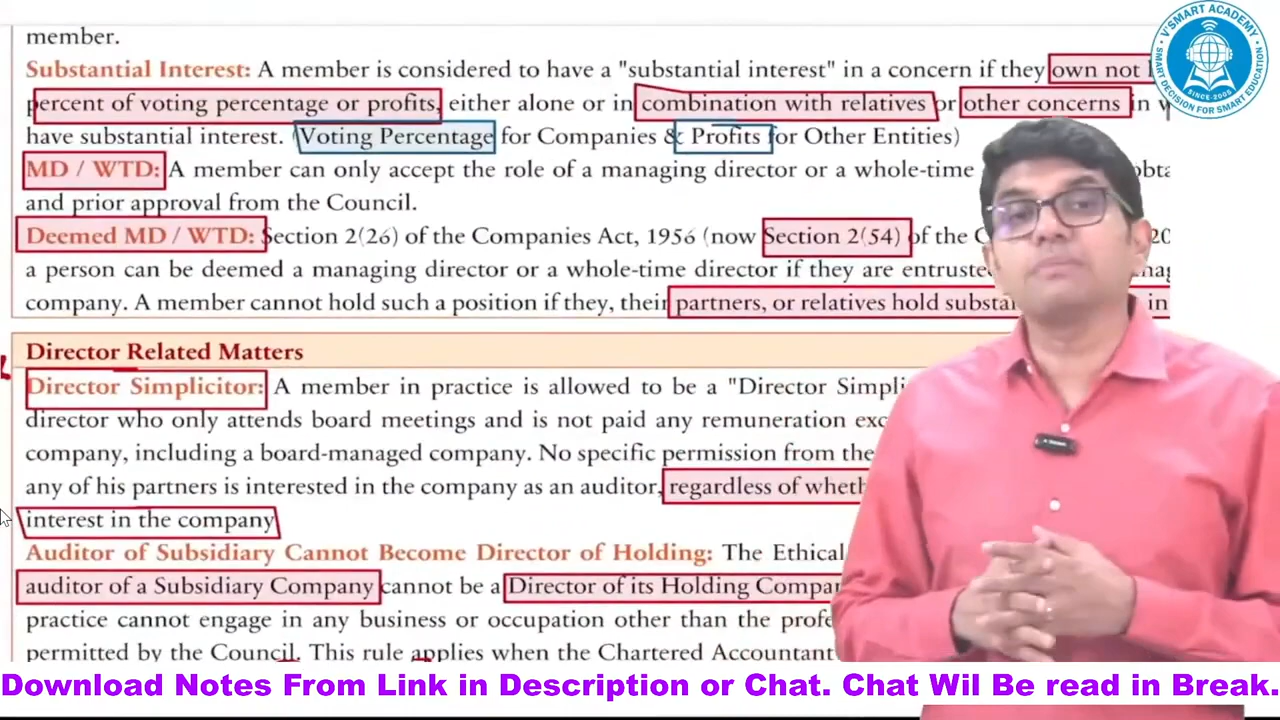 member.
Substantial Interest: A member is considered to have a "substantial interest" in a concern if they own not
percent of voting percentage or profits, either alone or in combination with relatives or other concerns in
have substantial interest. (Voting Percentage for Companies & Profits for Other Entities)
MD / WTD: A member can only accept the role of a managing director or a whole-time
and prior approval from the Council.
Deemed MD / WTD: Section 2(26) of the Companies Act, 1956 (now Section 2(54) of the
a person can be deemed a managing director or a whole-time director if they are
company. A member cannot hold such a position if they, their partners, or relatives hold in
Director Related Matters
Director Simplicitor: A member in practice is allowed to be a "Director
director who only attends board meetings and is not paid any remuneration
company, including a board-managed company. No specific permission from the
any of his partners is interested in the company as an auditor, regardless of
interest in the company
Auditor of Subsidiary Cannot Become Director of Holding: The Ethical
auditor of a Subsidiary Company cannot be a Director of its Holding
practice cannot engage in any business or occupation other than the
permitted by the Council. This rule applies when the Chartered Accountant
V'SMART ACADEMY
SMART DECISION FOR SMART EDUCATION
SINCE-2005
Download Notes From Link in Description or Chat. Chat Wil Be read in Break.